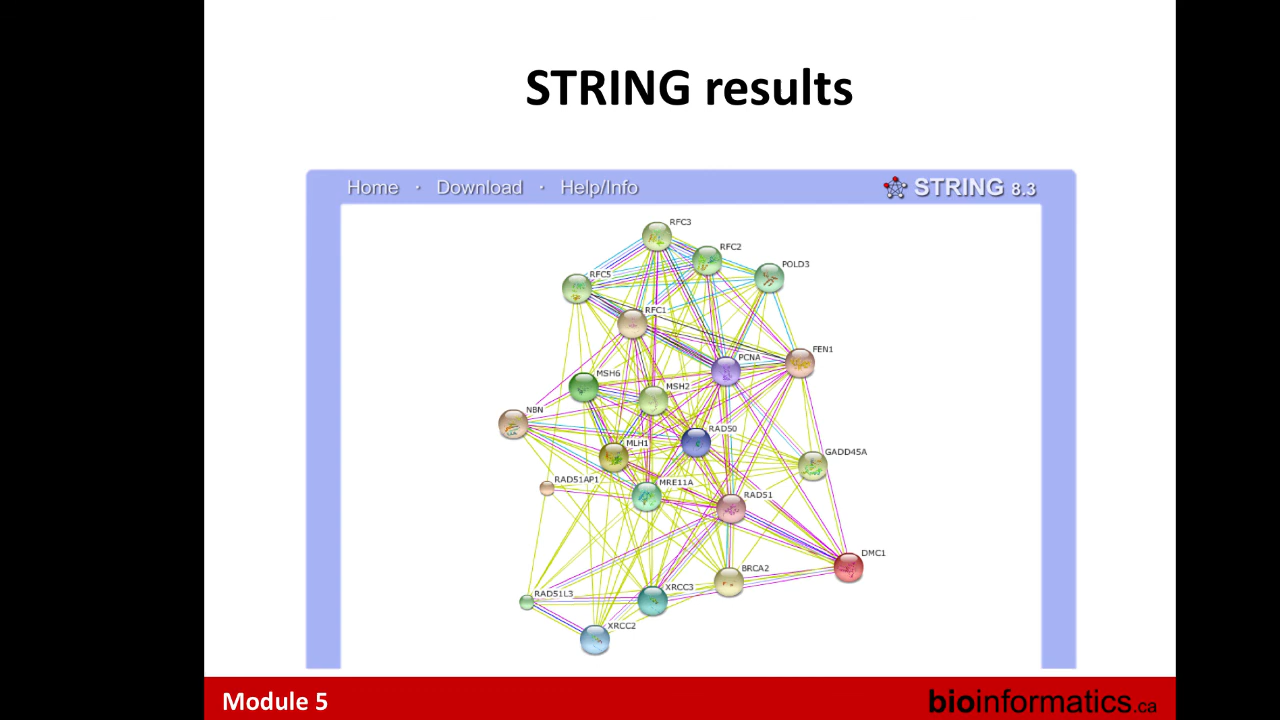 STRING results
Home · Download · Help/Info
STRING 8.3
RFC3
RFC2
POLD3
RFC5
RFC1
FEN1
PCNA
MSH6
MSH2
NBN
RAD50
MLH1
GADD45A
RAD51AP1
MRE11A
RAD51
DMC1
BRCA2
XRCC3
RAD51L3
XRCC2
Module 5
bioinformatics.ca